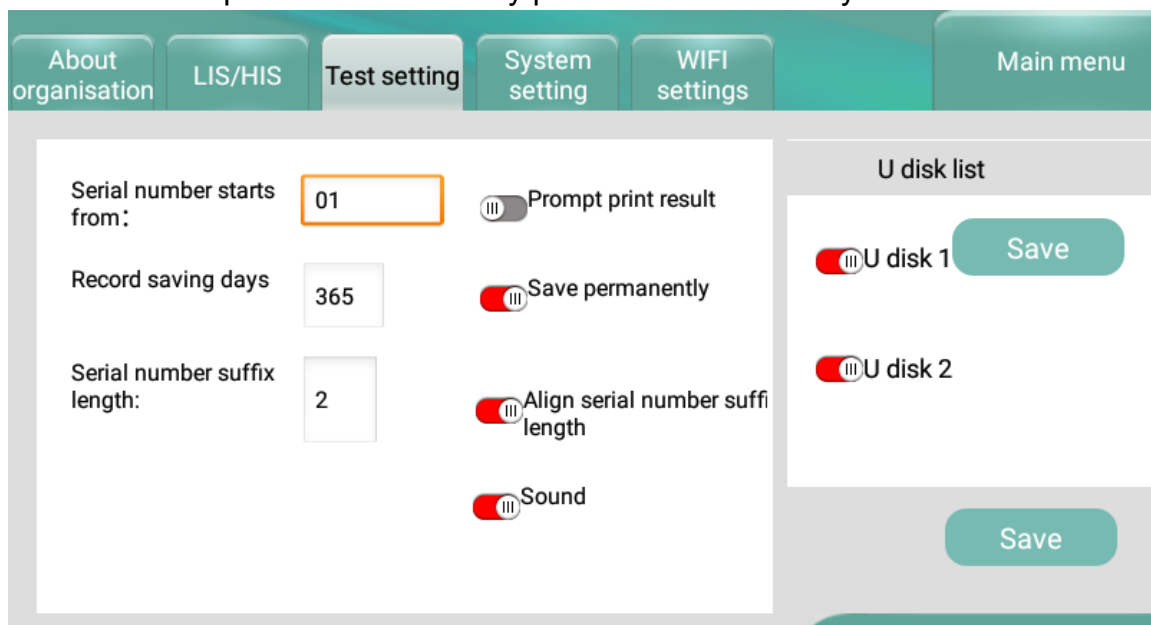 About
organisation
LIS/HIS
Test setting
System
setting
WIFI
settings
Main menu
Serial number starts
from:
01
Prompt print result
Record saving days
365
Save permanently
Serial number suffix
length:
2
Align serial number suffi
length
Sound
U disk list
U disk 1
Save
U disk 2
Save